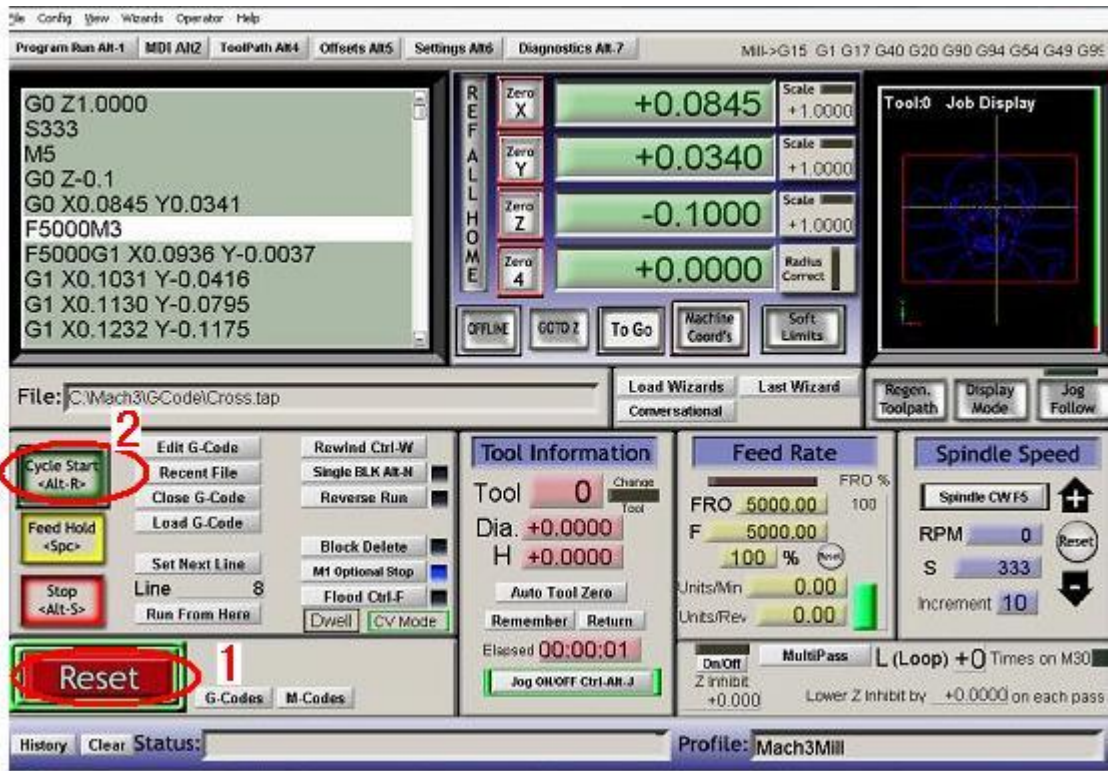 File Config View Wizards Operator Help
Program Run Alt-1 MDI Alt2 ToolPath Alt4 Offsets Alt5 Settings Alt6 Diagnostics Alt-7 Mill->G15 G1 G17 G40 G20 G90 G94 G54 G49 G99
G0 Z1.0000
S333
M5
G0 Z-0.1
G0 X0.0845 Y0.0341
F5000M3
F5000G1 X0.0936 Y-0.0037
G1 X0.1031 Y-0.0416
G1 X0.1130 Y-0.0795
G1 X0.1232 Y-0.1175
REF ALL HOME
Zero X +0.0845 Scale +1.0000
Zero Y +0.0340 Scale +1.0000
Zero Z -0.1000 Scale +1.0000
Zero 4 +0.0000 Radius Correct
OFFLINE GOTO Z To Go Machine Coord's Soft Limits
Tool:0 Job Display
File: C:\Mach3\GCode\Cross.tap
Load Wizards Last Wizard
Conversational
Regen. Toolpath Display Mode Jog Follow
2
Cycle Start <Alt-R>
Feed Hold <Spc>
Stop <Alt-S>
Edit G-Code
Recent File
Close G-Code
Load G-Code
Set Next Line
Line 8
Run From Here
Rewind Ctrl-W
Single BLK Alt-N
Reverse Run
Block Delete
M1 Optional Stop
Flood Ctrl-F
Dwell CV Mode
1
Reset
G-Codes M-Codes
Tool Information
Tool 0 Change Tool
Dia. +0.0000
H +0.0000
Auto Tool Zero
Remember Return
Elapsed 00:00:01
Jog ON/OFF Ctrl-Alt-J
Feed Rate
FRO %
FRO 5000.00 100
F 5000.00
100 % Reset
Units/Min 0.00
Units/Rev 0.00
Spindle Speed
Spindle CW F5
RPM 0 Reset
S 333
Increment 10
On/Off MultiPass L (Loop) +0 Times on M30
Z Inhibit
+0.000 Lower Z Inhibit by +0.0000 on each pass
History Clear Status: Profile: Mach3Mill